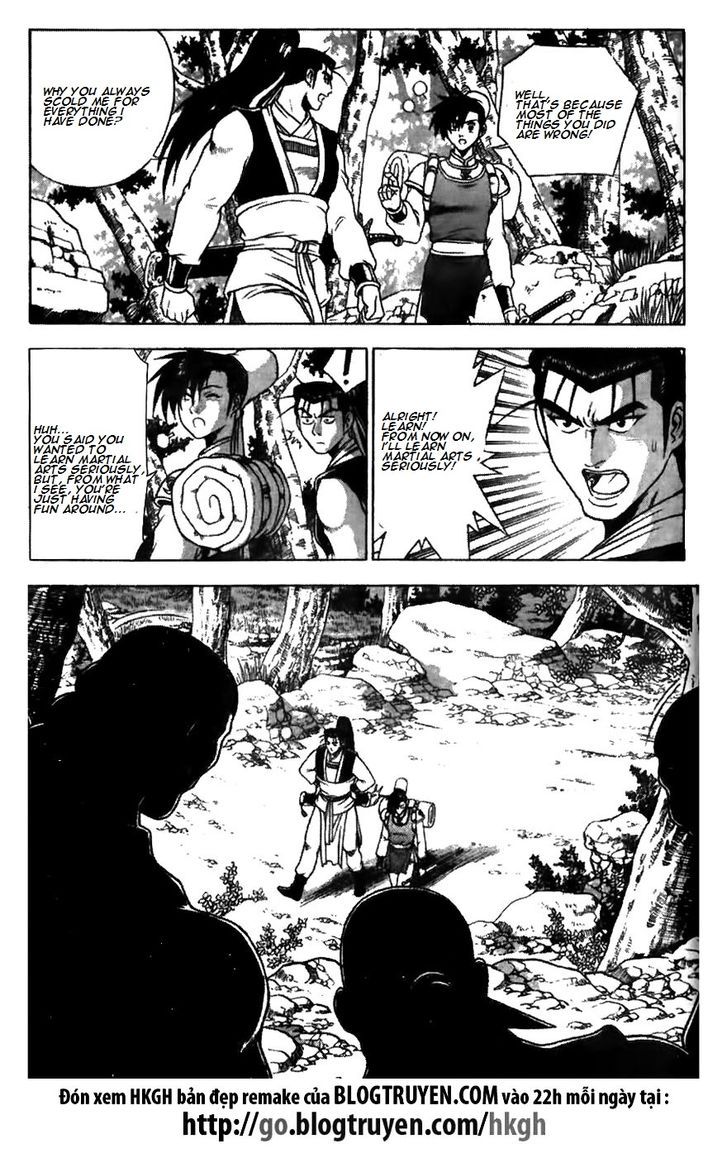 WHY YOU ALWAYS
SCOLD ME FOR
EVERYTHING I
HAVE DONE?
WELL,
THAT'S BECAUSE
MOST OF THE
THINGS YOU DID
ARE WRONG!
HUH...
YOU SAID YOU
WANTED TO
LEARN MARTIAL
ARTS SERIOUSLY,
BUT, FROM WHAT
I SEE, YOU'RE
JUST HAVING
FUN AROUND...
!
ALRIGHT!
LEARN!
FROM NOW ON,
I'LL LEARN
MARTIAL ARTS,
SERIOUSLY!
Đón xem HKGH bản đẹp remake của BLOGTRUYEN.COM vào 22h mỗi ngày tại :
http://go.blogtruyen.com/hkgh